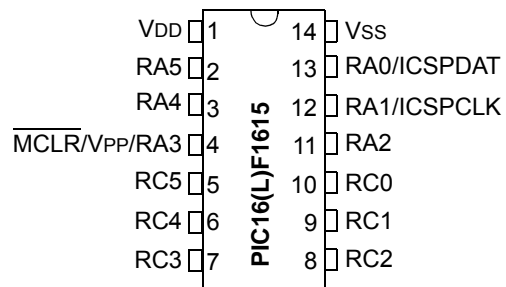 VDD 1 14 VSS
RA5 2 13 RA0/ICSPDAT
RA4 3 12 RA1/ICSPCLK
MCLR/VPP/RA3 4 11 RA2
RC5 5 10 RC0
RC4 6 9 RC1
RC3 7 8 RC2
PIC16(L)F1615